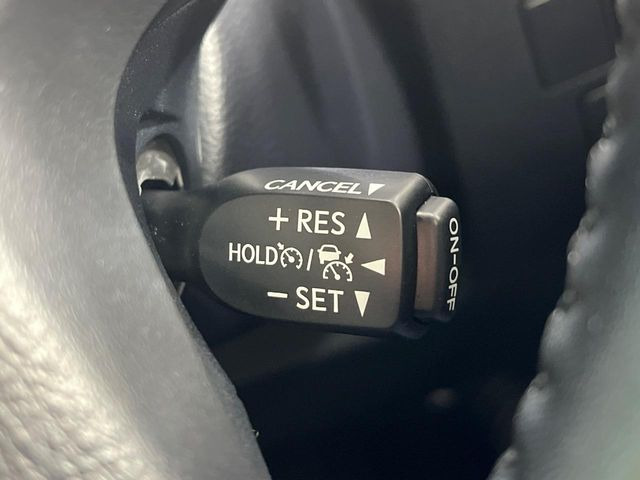 CANCEL▼
+ RES ▲
HOLD / ◀
− SET ▼
ON-OFF